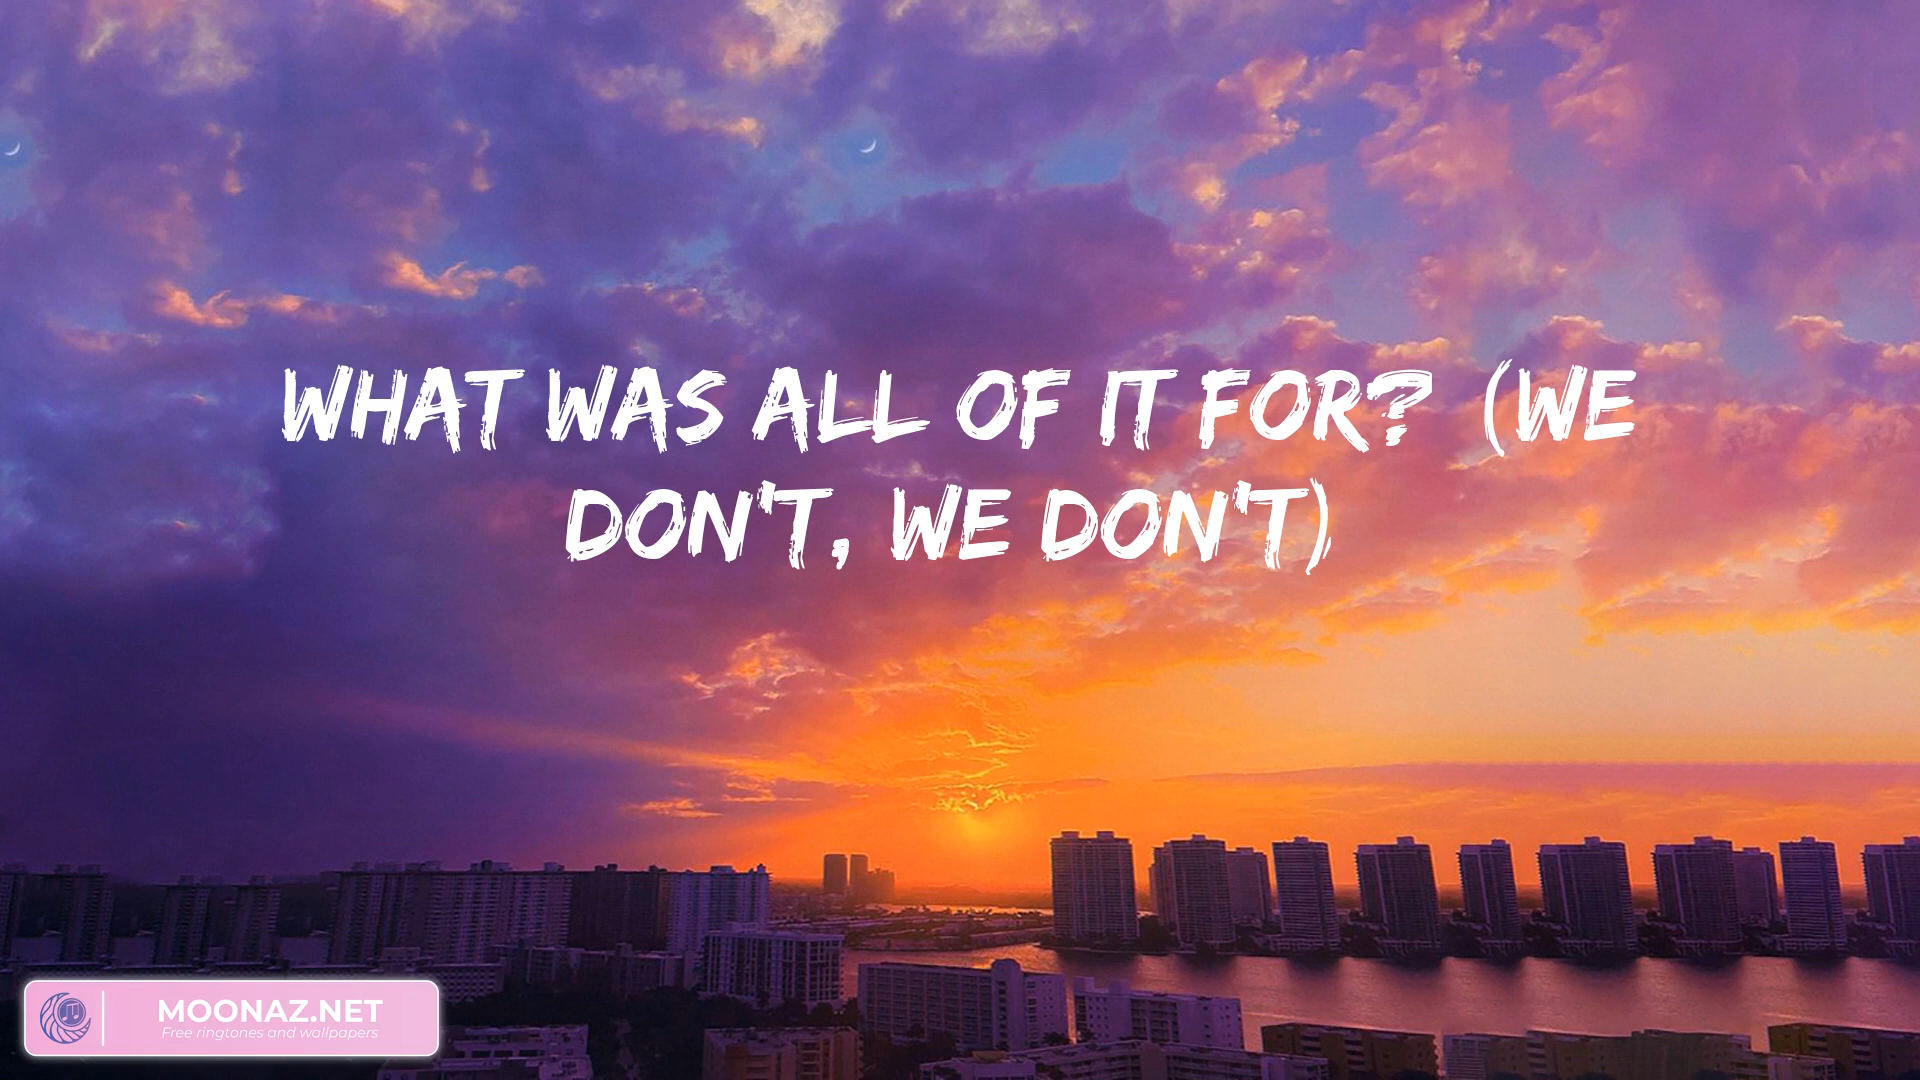 WHAT WAS ALL OF IT FOR? (WE
DON'T, WE DON'T)
MOONAZ.NET
Free ringtones and wallpapers